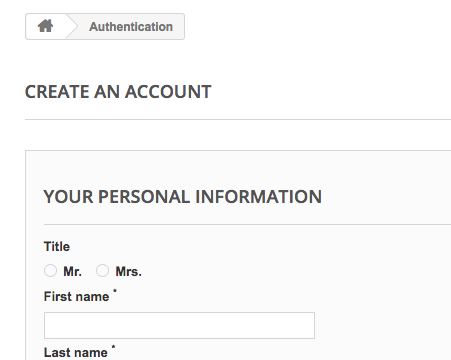 Authentication
CREATE AN ACCOUNT
YOUR PERSONAL INFORMATION
Title
Mr. Mrs.
First name *
Last name *